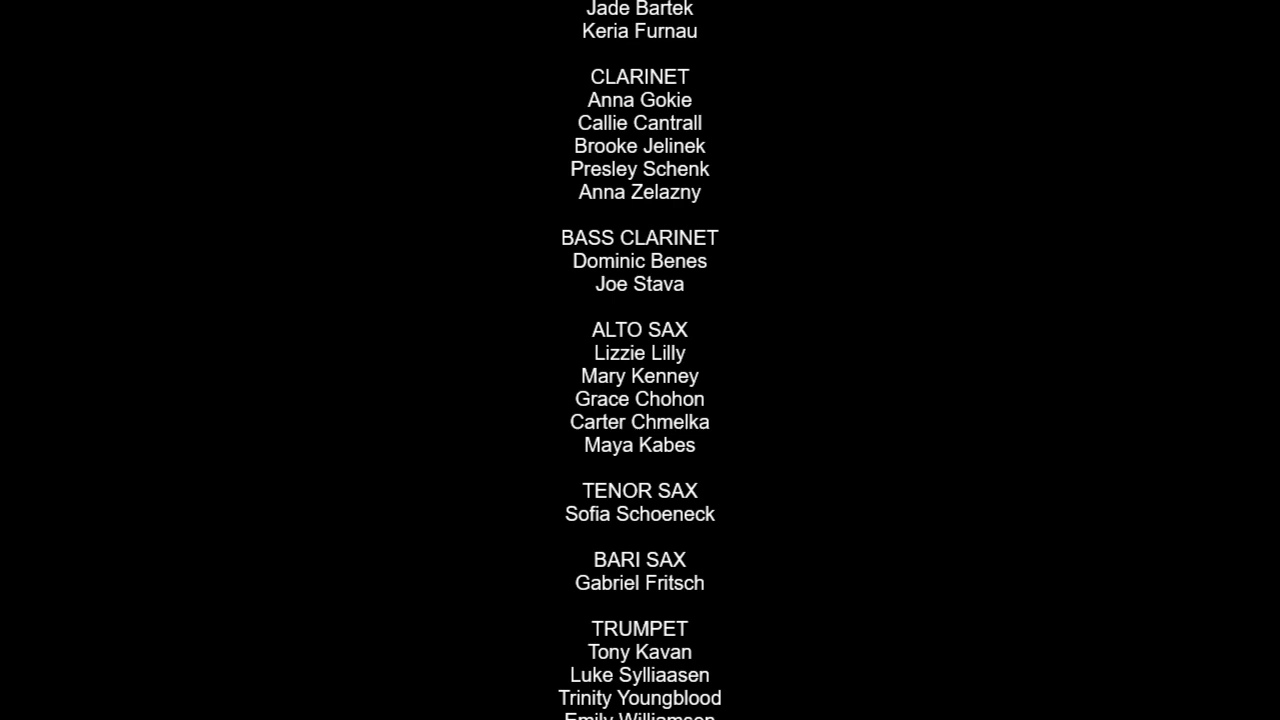 Jade Bartek
Keria Furnau
CLARINET
Anna Gokie
Callie Cantrall
Brooke Jelinek
Presley Schenk
Anna Zelazny
BASS CLARINET
Dominic Benes
Joe Stava
ALTO SAX
Lizzie Lilly
Mary Kenney
Grace Chohon
Carter Chmelka
Maya Kabes
TENOR SAX
Sofia Schoeneck
BARI SAX
Gabriel Fritsch
TRUMPET
Tony Kavan
Luke Sylliaasen
Trinity Youngblood
Emily Williamson